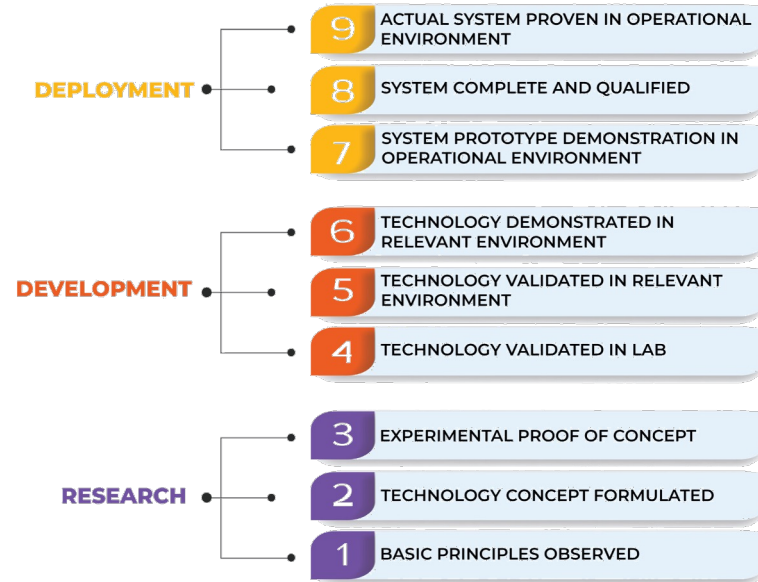 DEPLOYMENT
9
ACTUAL SYSTEM PROVEN IN OPERATIONAL
ENVIRONMENT
8
SYSTEM COMPLETE AND QUALIFIED
7
SYSTEM PROTOTYPE DEMONSTRATION IN
OPERATIONAL ENVIRONMENT
DEVELOPMENT
6
TECHNOLOGY DEMONSTRATED IN
RELEVANT ENVIRONMENT
5
TECHNOLOGY VALIDATED IN RELEVANT
ENVIRONMENT
4
TECHNOLOGY VALIDATED IN LAB
RESEARCH
3
EXPERIMENTAL PROOF OF CONCEPT
2
TECHNOLOGY CONCEPT FORMULATED
1
BASIC PRINCIPLES OBSERVED